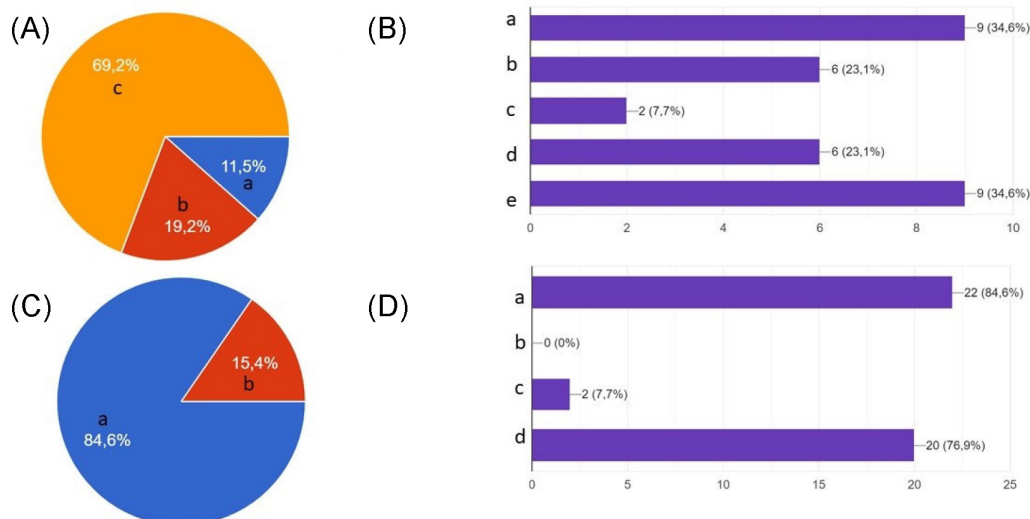 (A)
69,2%
c
11,5%
a
b
19,2%
(B)
a
9 (34,6%)
b
6 (23,1%)
c
2 (7,7%)
d
6 (23,1%)
e
9 (34,6%)
0 2 4 6 8 10
(C)
15,4%
b
a
84,6%
(D)
a
22 (84,6%)
b
0 (0%)
c
2 (7,7%)
d
20 (76,9%)
0 5 10 15 20 25